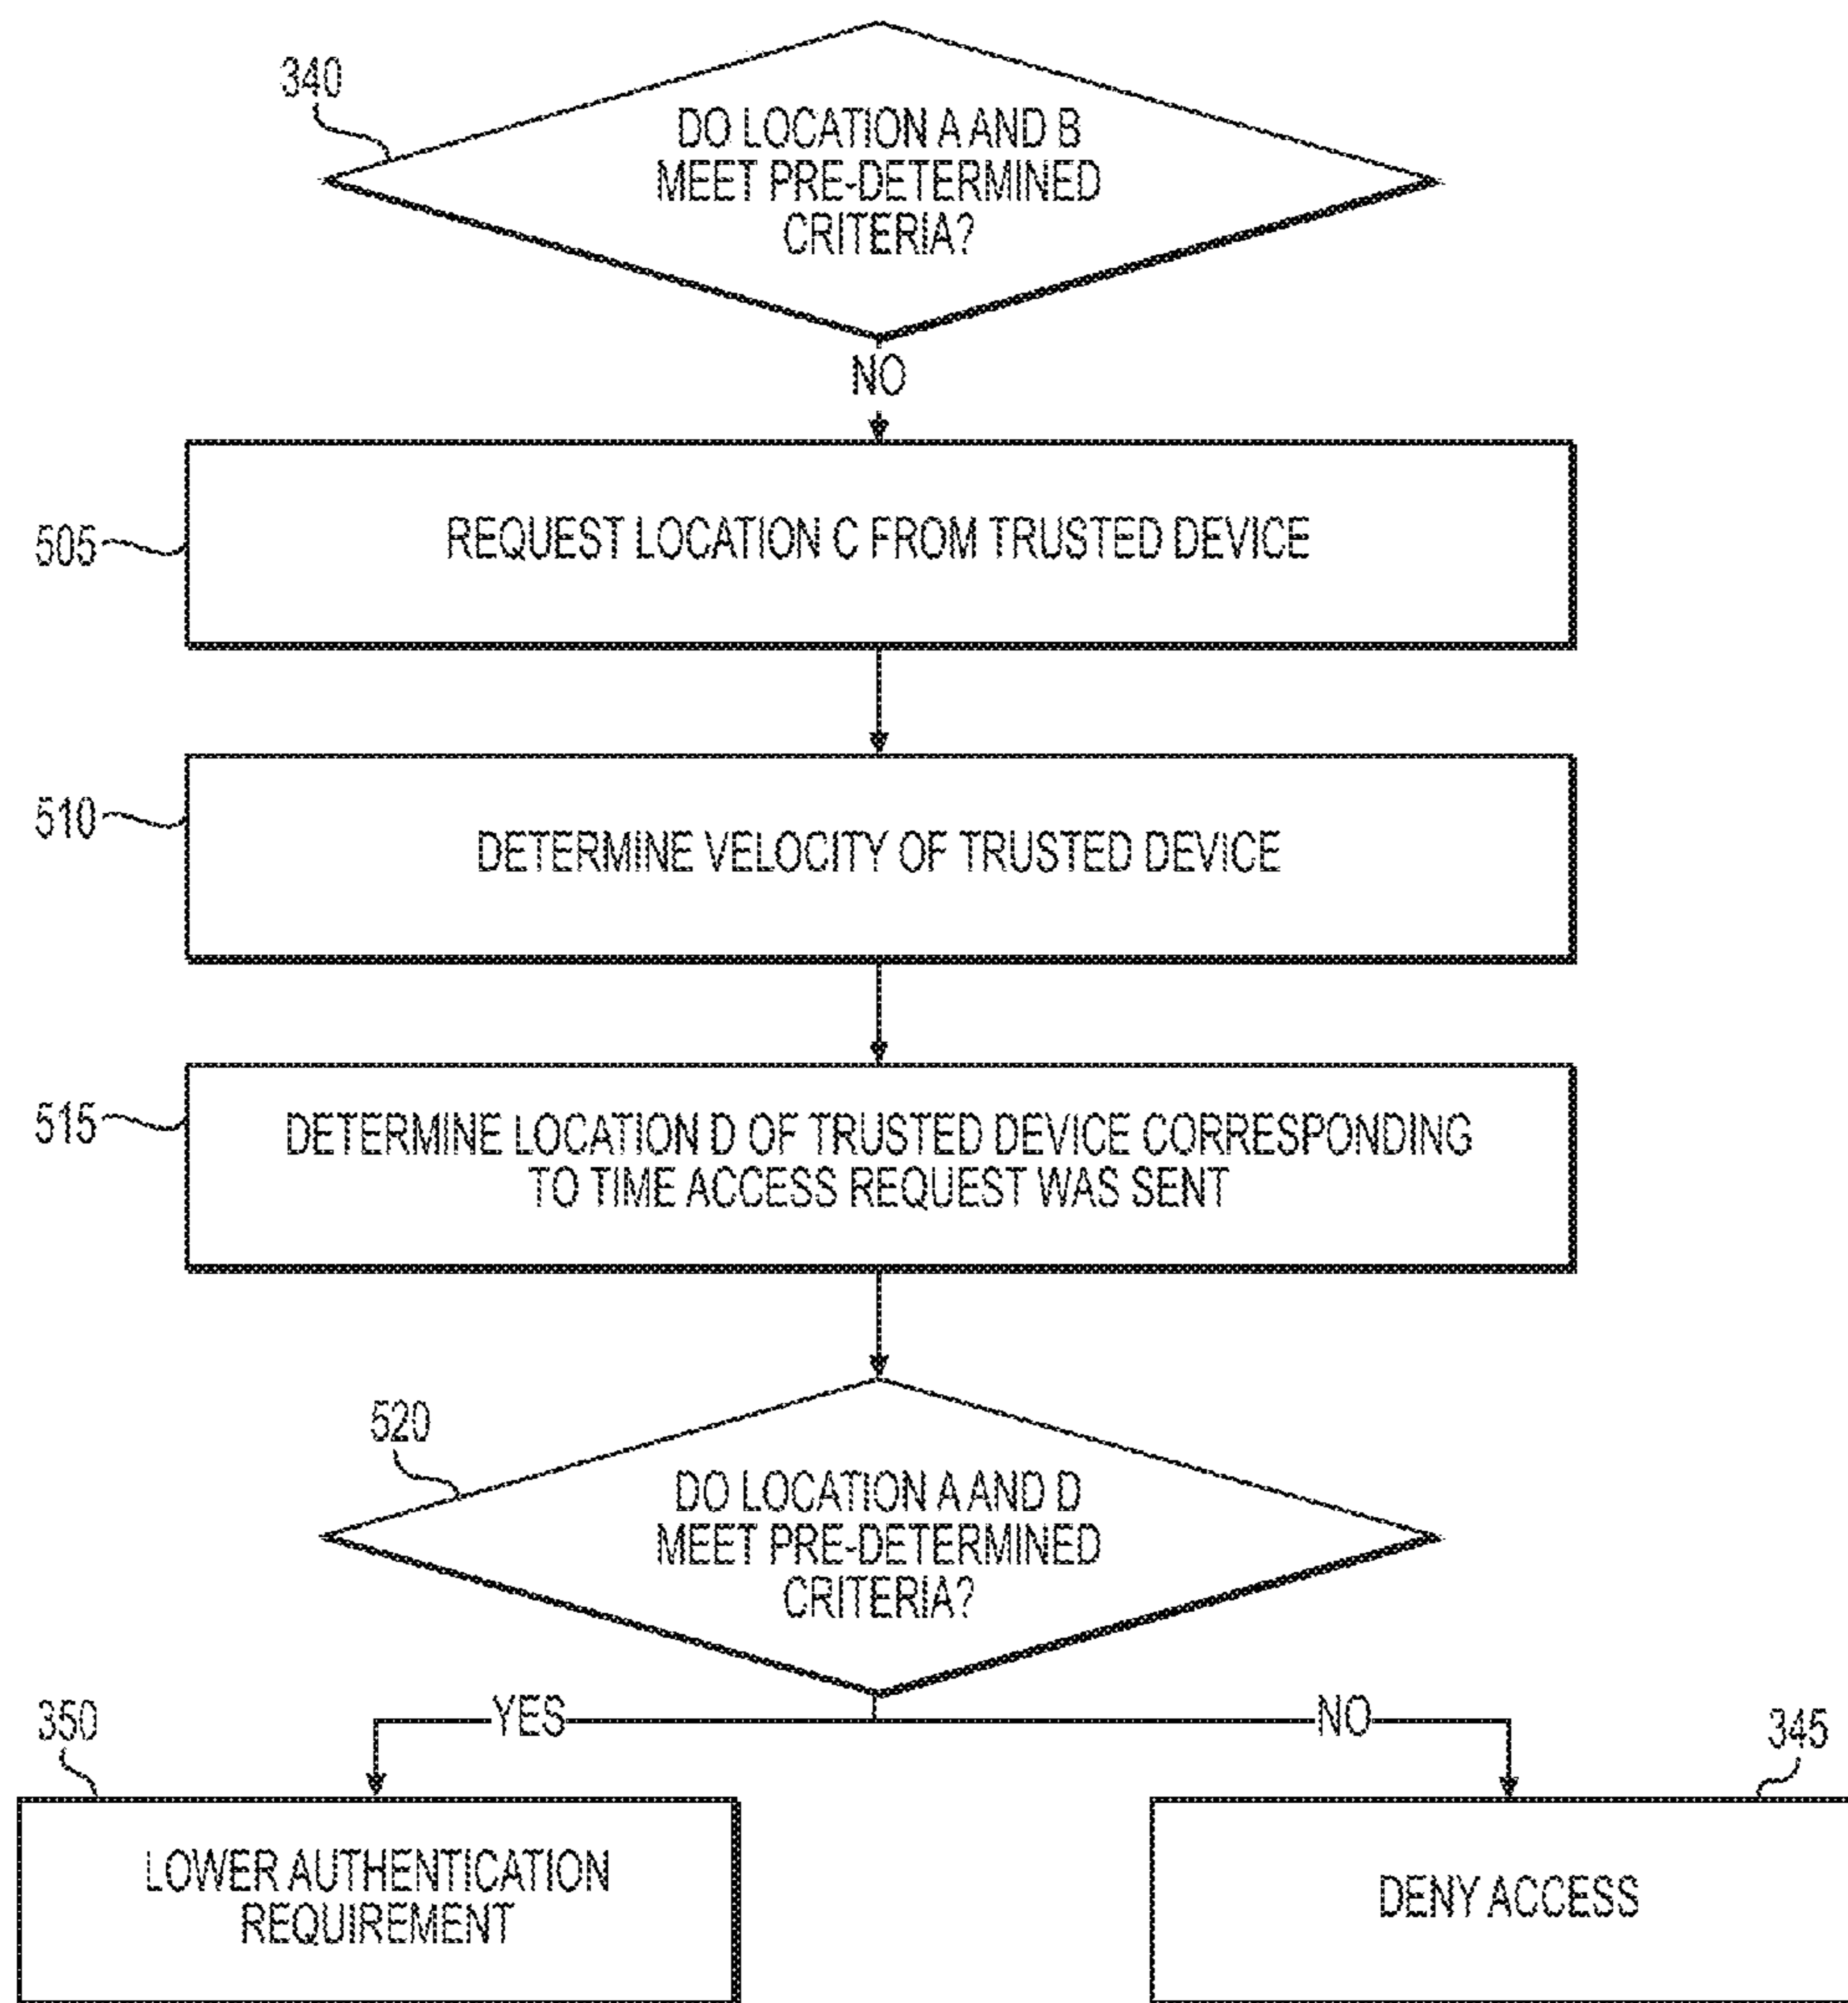 340
DO LOCATION A AND B
MEET PRE-DETERMINED
CRITERIA?
NO
505
REQUEST LOCATION C FROM TRUSTED DEVICE
510
DETERMINE VELOCITY OF TRUSTED DEVICE
515
DETERMINE LOCATION D OF TRUSTED DEVICE CORRESPONDING
TO TIME ACCESS REQUEST WAS SENT
520
DO LOCATION A AND D
MEET PRE-DETERMINED
CRITERIA?
YES
NO
350
LOWER AUTHENTICATION
REQUIREMENT
345
DENY ACCESS